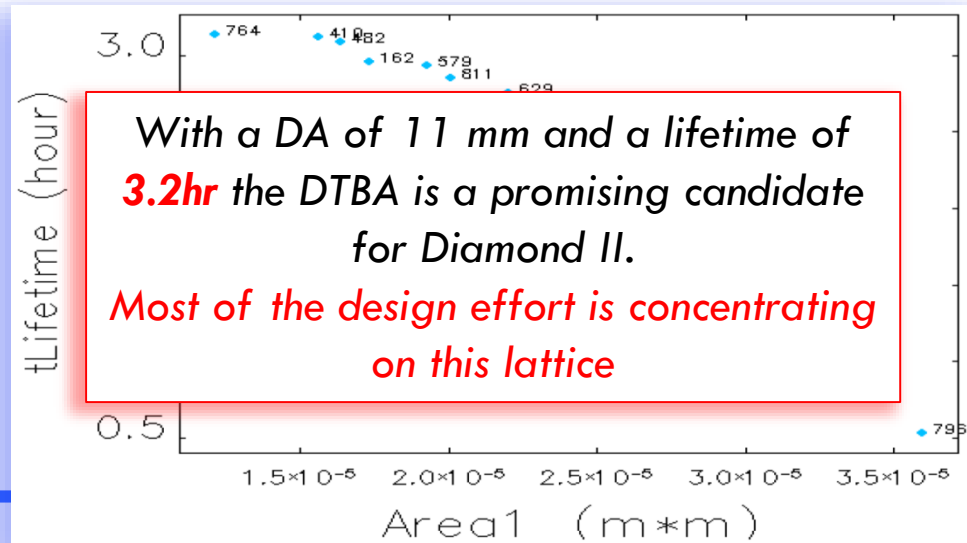 3.0
764
410
482
162
579
811
629
tLifetime (hour)
With a DA of 11 mm and a lifetime of
3.2hr the DTBA is a promising candidate
for Diamond II.
Most of the design effort is concentrating
on this lattice
0.5
796
1.5×10⁻⁵ 2.0×10⁻⁵ 2.5×10⁻⁵ 3.0×10⁻⁵ 3.5×10⁻⁵
Area1 (m*m)